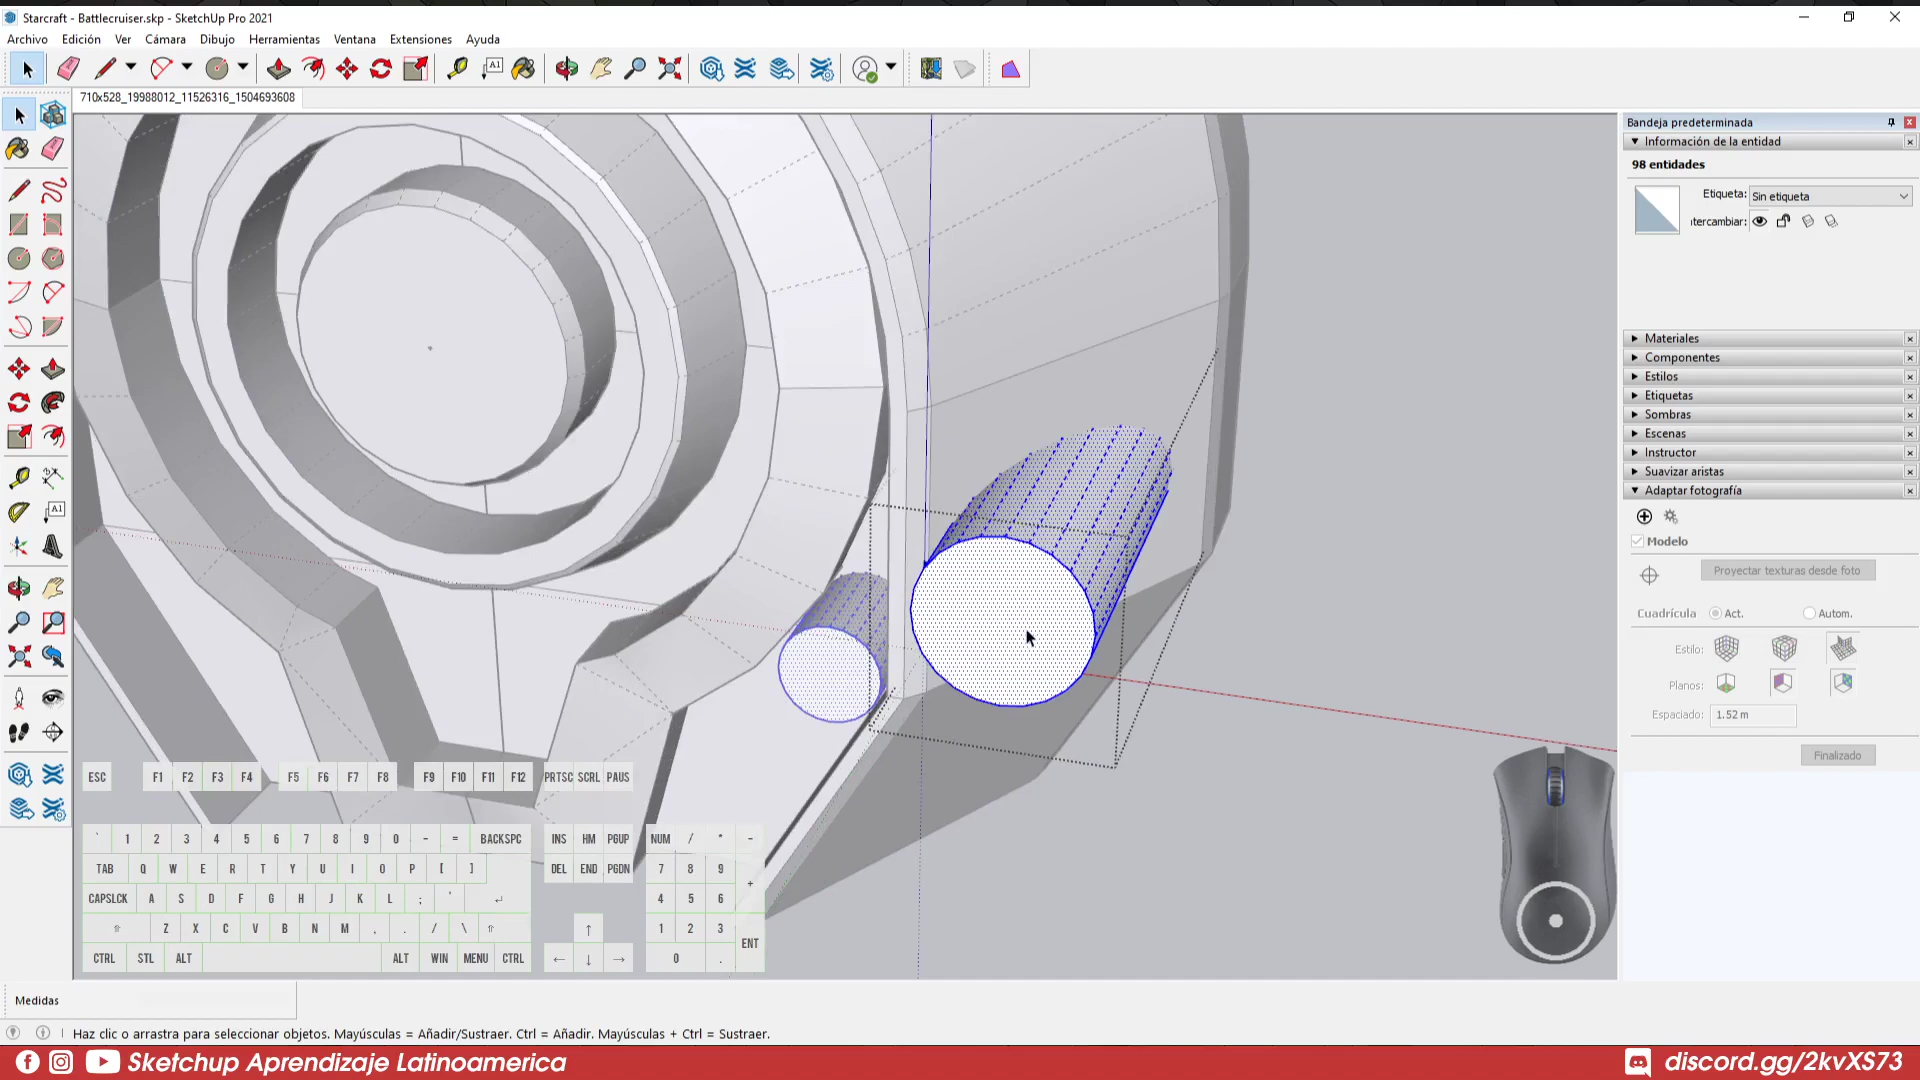 Starcraft - Battlecruiser.skp - SketchUp Pro 2021
Archivo Edición Ver Cámara Dibujo Herramientas Ventana Extensiones Ayuda
A1
710x528_19988012_11526316_1504693608
Bandeja predeterminada
Información de la entidad
98 entidades
Etiqueta: Sin etiqueta
ıtercambiar:
Materiales
Componentes
Estilos
Etiquetas
Sombras
Escenas
Instructor
Suavizar aristas
Adaptar fotografía
Modelo
Proyectar texturas desde foto
Cuadrícula Act. Autom.
Estilo:
Planos:
Espaciado: 1.52 m
Finalizado
A1
ESC F1 F2 F3 F4 F5 F6 F7 F8 F9 F10 F11 F12 PRTSC SCRL PAUS
` 1 2 3 4 5 6 7 8 9 0 - = BACKSPC INS HM PGUP NUM / * -
TAB Q W E R T Y U I O P [ ] DEL END PGDN 7 8 9 +
CAPSLCK A S D F G H J K L ; ` ↵ 4 5 6
⇧ Z X C V B N M , . / \ ⇧ ↑ 1 2 3 ENT
CTRL STL ALT ALT WIN MENU CTRL ← ↓ → 0 .
Medidas
Haz clic o arrastra para seleccionar objetos. Mayúsculas = Añadir/Sustraer. Ctrl = Añadir. Mayúsculas + Ctrl = Sustraer.
Sketchup Aprendizaje Latinoamerica
discord.gg/2kvXS73